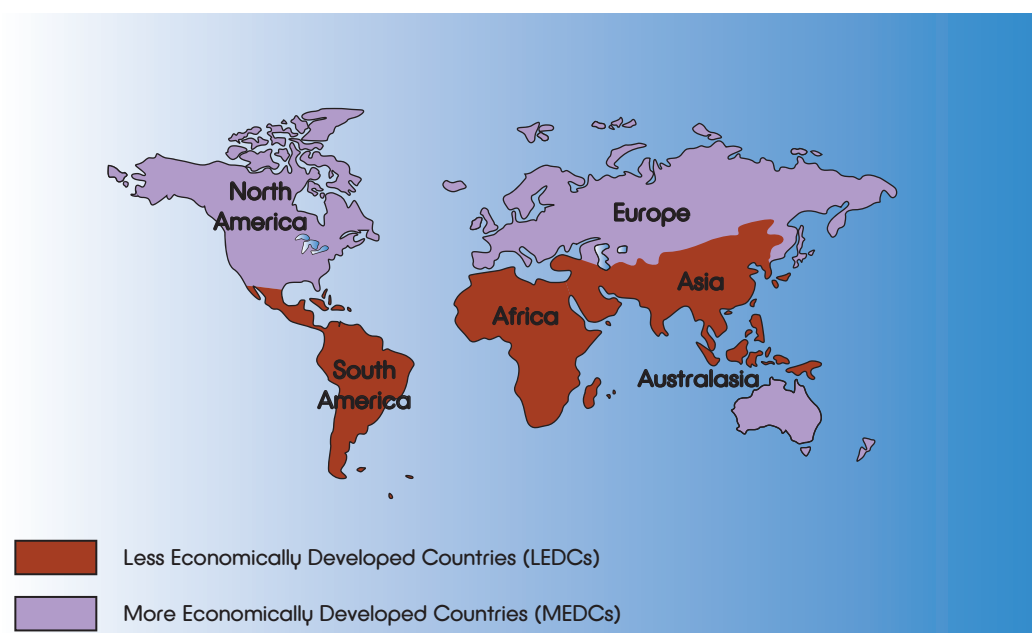 North
America
Europe
Asia
Africa
South
America
Australasia
Less Economically Developed Countries (LEDCs)
More Economically Developed Countries (MEDCs)